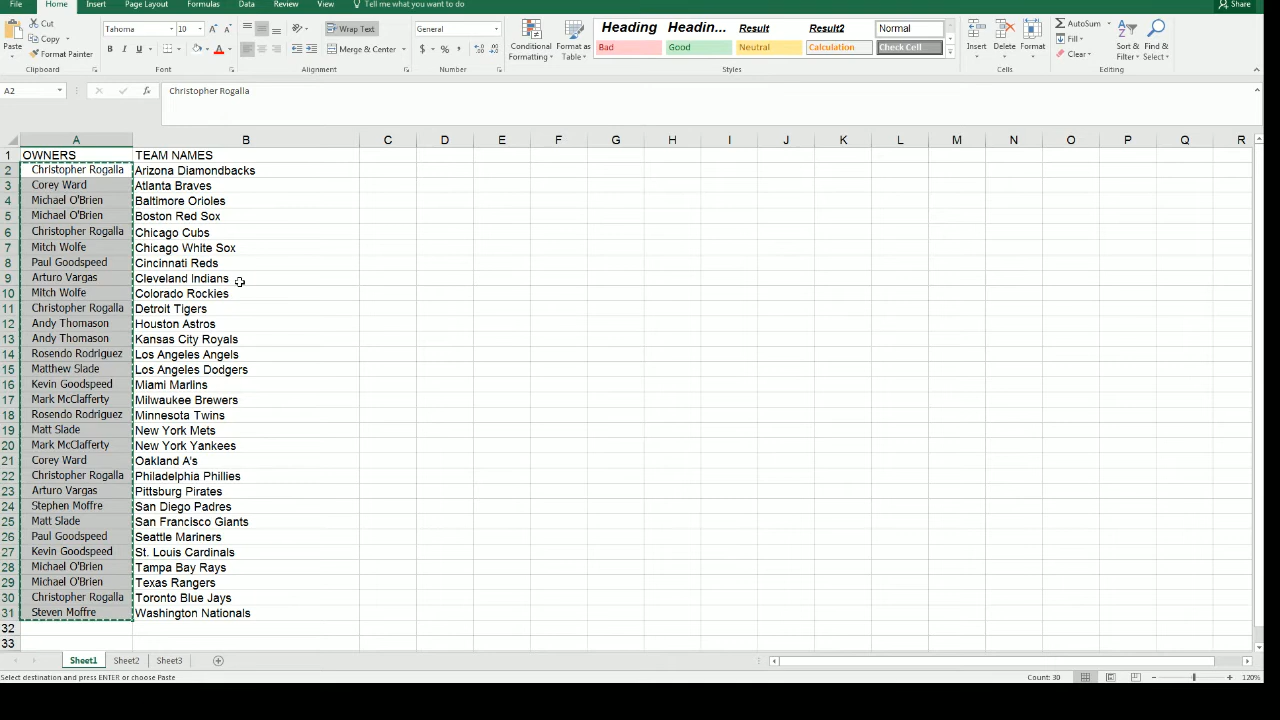 File Home Insert Page Layout Formulas Data Review View Tell me what you want to do Share
Paste Cut Copy Format Painter Clipboard
Tahoma 10 B I U A Font
Wrap Text Merge & Center Alignment
General $ % Number
Conditional Formatting Format as Table
Heading Headin... Result Result2 Normal
Bad Good Neutral Calculation Check Cell
Styles
Insert Delete Format Cells
AutoSum Fill Clear Sort & Filter Find & Select Editing
A2 fx Christopher Rogalla
A B C D E F G H I J K L M N O P Q R
1 OWNERS TEAM NAMES
2 Christopher Rogalla Arizona Diamondbacks
3 Corey Ward Atlanta Braves
4 Michael O'Brien Baltimore Orioles
5 Michael O'Brien Boston Red Sox
6 Christopher Rogalla Chicago Cubs
7 Mitch Wolfe Chicago White Sox
8 Paul Goodspeed Cincinnati Reds
9 Arturo Vargas Cleveland Indians
10 Mitch Wolfe Colorado Rockies
11 Christopher Rogalla Detroit Tigers
12 Andy Thomason Houston Astros
13 Andy Thomason Kansas City Royals
14 Rosendo Rodriguez Los Angeles Angels
15 Matthew Slade Los Angeles Dodgers
16 Kevin Goodspeed Miami Marlins
17 Mark McClafferty Milwaukee Brewers
18 Rosendo Rodriguez Minnesota Twins
19 Matt Slade New York Mets
20 Mark McClafferty New York Yankees
21 Corey Ward Oakland A's
22 Christopher Rogalla Philadelphia Phillies
23 Arturo Vargas Pittsburg Pirates
24 Stephen Moffre San Diego Padres
25 Matt Slade San Francisco Giants
26 Paul Goodspeed Seattle Mariners
27 Kevin Goodspeed St. Louis Cardinals
28 Michael O'Brien Tampa Bay Rays
29 Michael O'Brien Texas Rangers
30 Christopher Rogalla Toronto Blue Jays
31 Steven Moffre Washington Nationals
32
33
Sheet1 Sheet2 Sheet3
Select destination and press ENTER or choose Paste Count: 30 120%